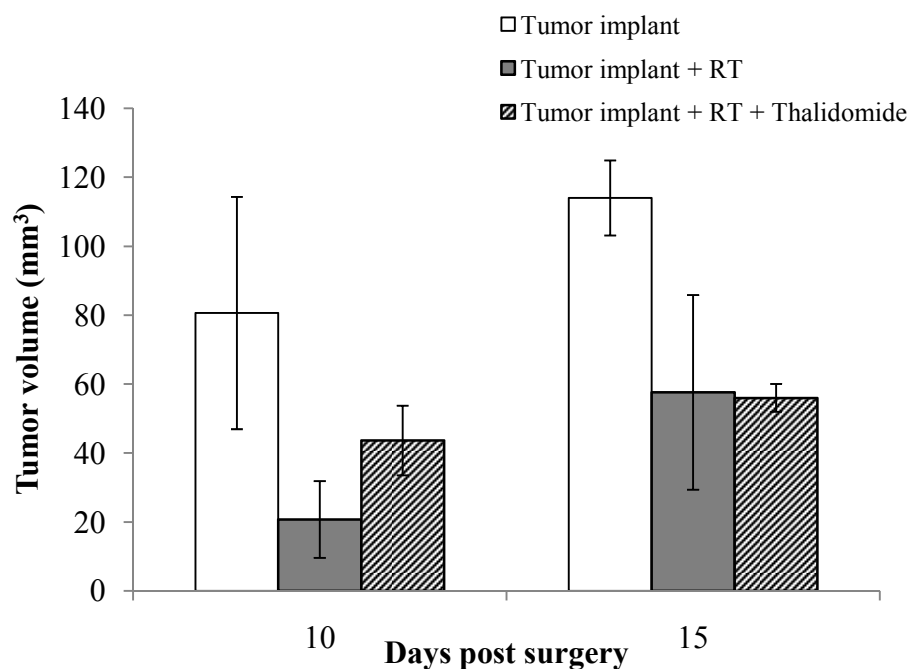 Tumor implant
Tumor implant + RT
Tumor implant + RT + Thalidomide
140
120
100
80
60
40
20
0
Tumor volume (mm³)
10
15
Days post surgery